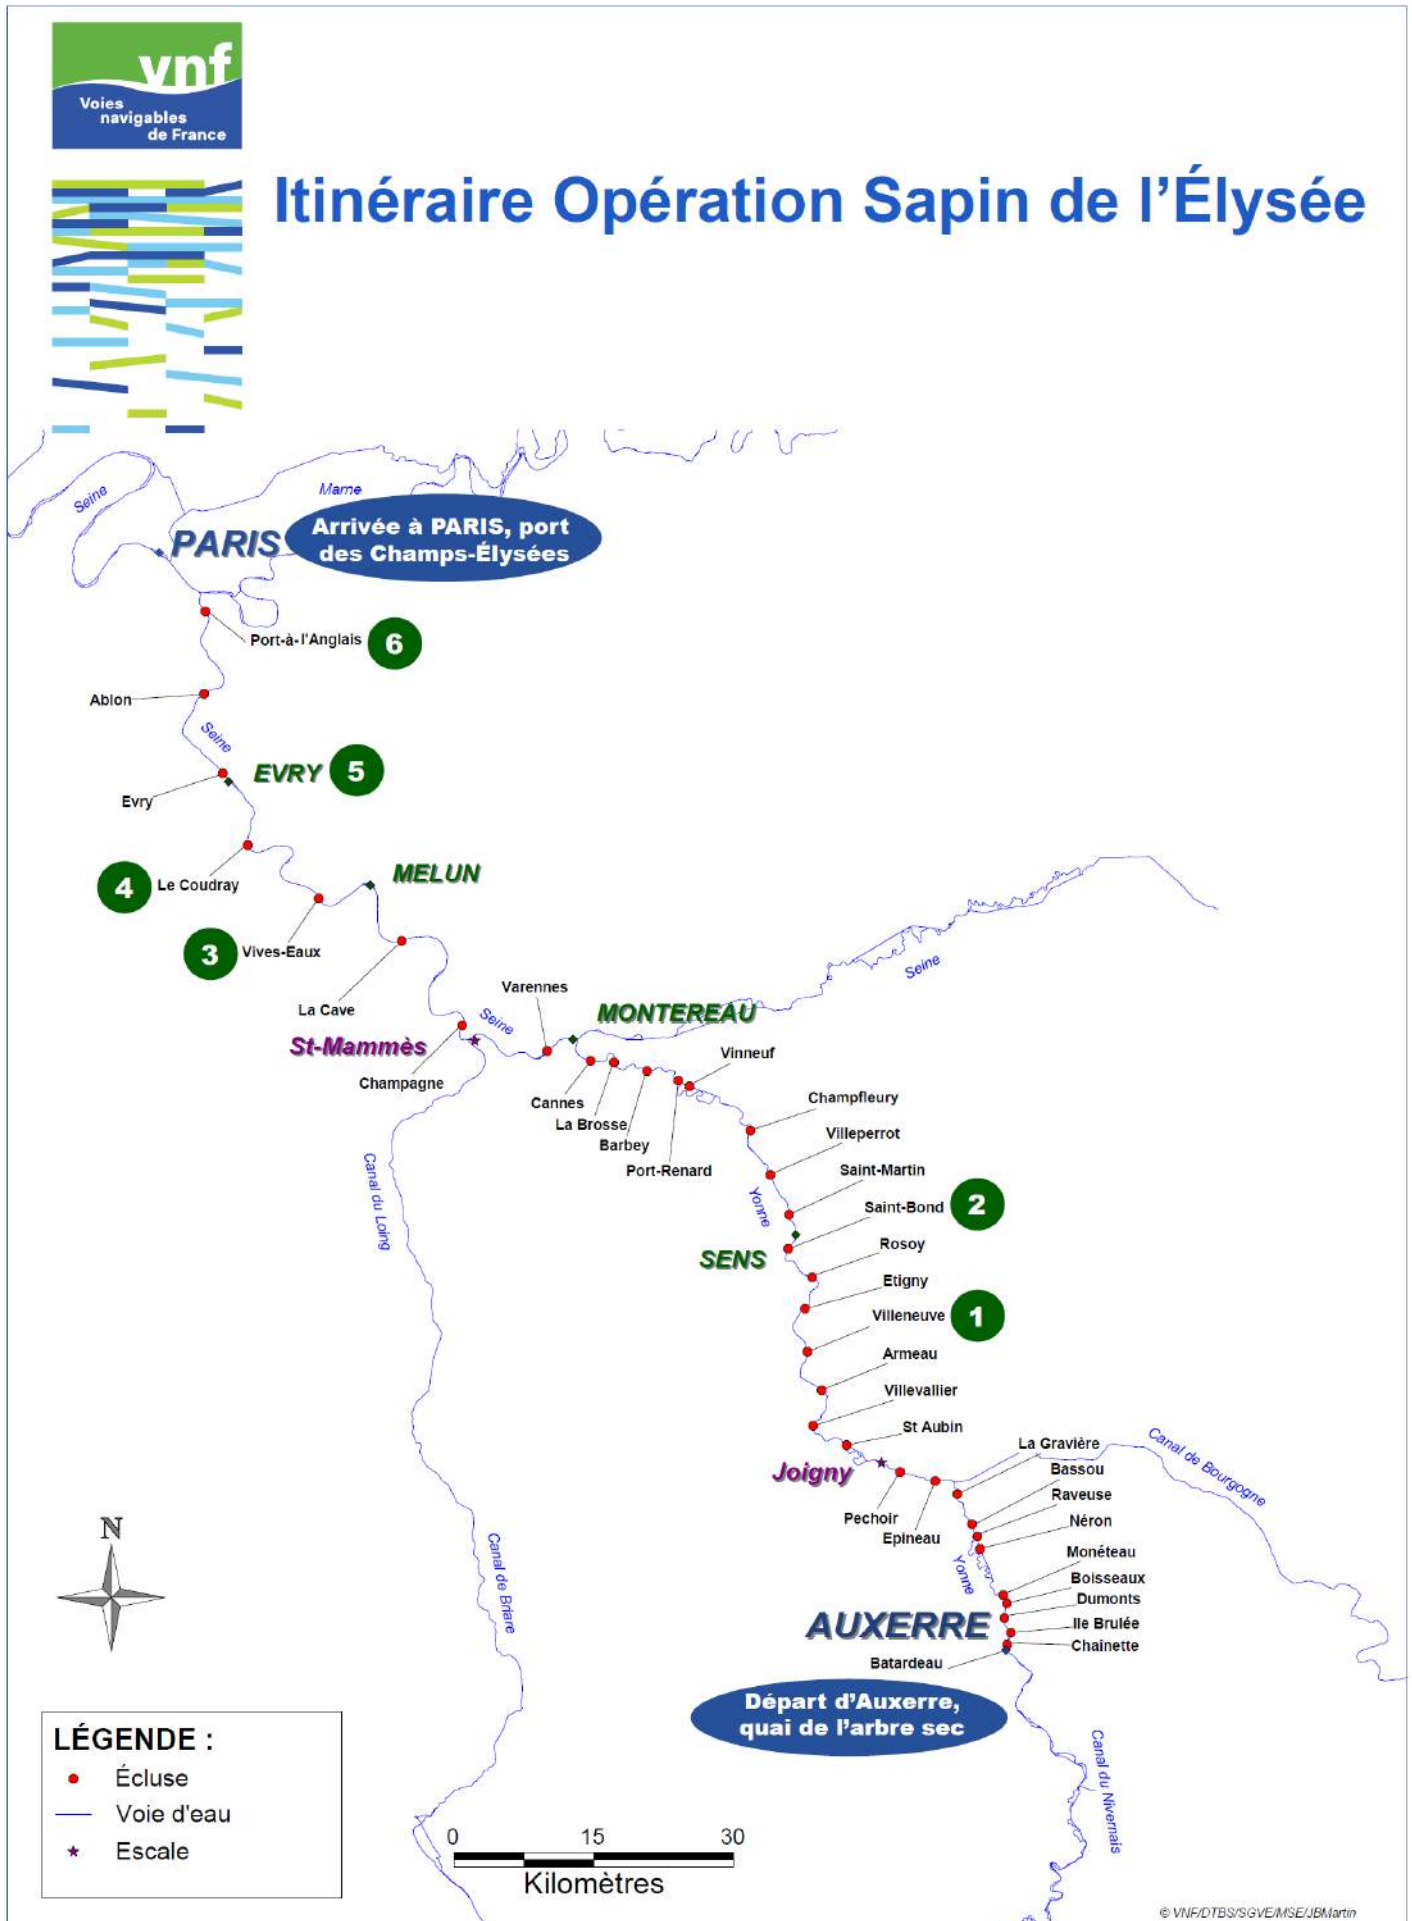 vnf
Voies
navigables
de France
Itinéraire Opération Sapin de l'Élysée
Seine
Marne
PARIS
Arrivée à PARIS, port
des Champs-Élysées
Port-à-l'Anglais
6
Ablon
Seine
EVRY
5
Evry
4
Le Coudray
MELUN
3
Vives-Eaux
La Cave
Varennes
Seine
Seine
MONTEREAU
St-Mammès
Champagne
Vinneuf
Cannes
La Brosse
Barbey
Port-Renard
Champfleury
Villeperrot
Saint-Martin
Canal du Loing
Yonne
Saint-Bond
2
SENS
Rosoy
Etigny
Villeneuve
1
Armeau
Villevallier
St Aubin
Joigny
La Gravière
Canal de Bourgogne
Bassou
Raveuse
Pechoir
Epineau
Néron
N
Canal de Briare
Yonne
Monéteau
Boisseaux
Dumonts
AUXERRE
Ile Brulée
Chaînette
Batardeau
Départ d'Auxerre,
quai de l'arbre sec
Canal du Nivernais
LÉGENDE :
Écluse
Voie d'eau
Escale
0 15 30
Kilomètres
© VNF/DTBS/SGVE/MSE/JBMartin